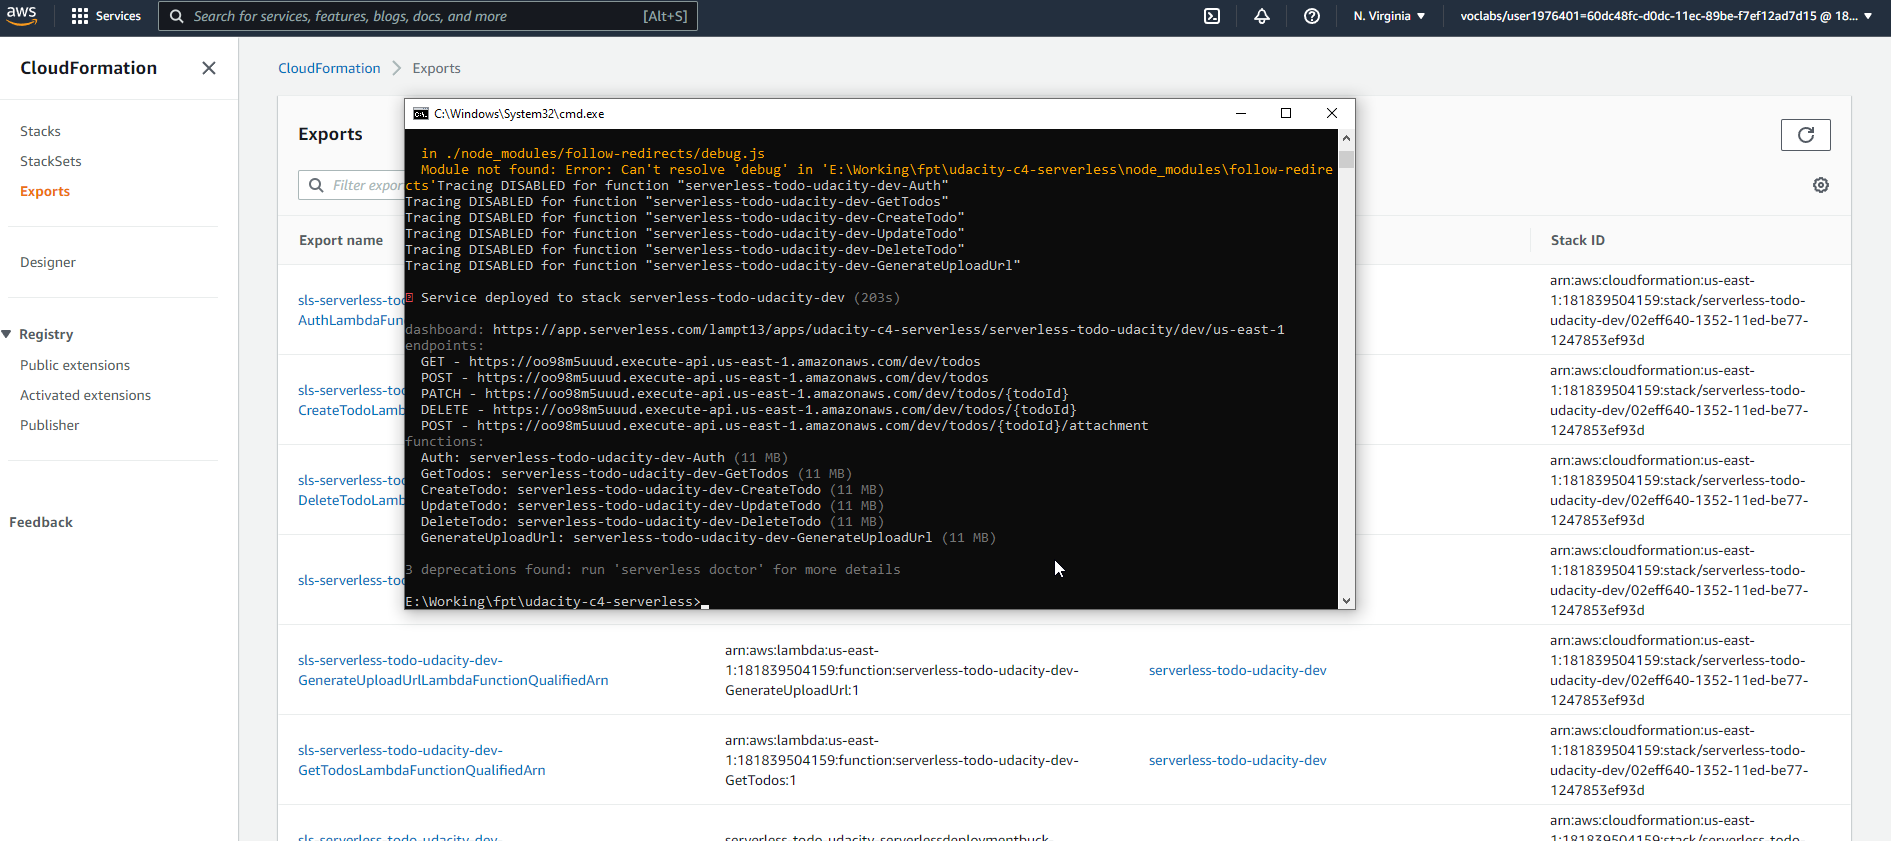 aws
Services
Search for services, features, blogs, docs, and more
[Alt+S]
N. Virginia
voclabs/user1976401=60dc48fc-d0dc-11ec-89be-f7ef12ad7d15 @ 18...
CloudFormation
Stacks
StackSets
Exports
Designer
Registry
Public extensions
Activated extensions
Publisher
Feedback
CloudFormation
Exports
Exports
Filter expor
Export name
Stack ID
sls-serverless-to
AuthLambdaFun
arn:aws:cloudformation:us-east-
1:181839504159:stack/serverless-todo-
udacity-dev/02eff640-1352-11ed-be77-
1247853ef93d
sls-serverless-to
CreateTodoLamb
arn:aws:cloudformation:us-east-
1:181839504159:stack/serverless-todo-
udacity-dev/02eff640-1352-11ed-be77-
1247853ef93d
sls-serverless-to
DeleteTodoLamb
arn:aws:cloudformation:us-east-
1:181839504159:stack/serverless-todo-
udacity-dev/02eff640-1352-11ed-be77-
1247853ef93d
sls-serverless-to
arn:aws:cloudformation:us-east-
1:181839504159:stack/serverless-todo-
udacity-dev/02eff640-1352-11ed-be77-
1247853ef93d
sls-serverless-todo-udacity-dev-
GenerateUploadUrlLambdaFunctionQualifiedArn
arn:aws:lambda:us-east-
1:181839504159:function:serverless-todo-udacity-dev-
GenerateUploadUrl:1
serverless-todo-udacity-dev
arn:aws:cloudformation:us-east-
1:181839504159:stack/serverless-todo-
udacity-dev/02eff640-1352-11ed-be77-
1247853ef93d
sls-serverless-todo-udacity-dev-
GetTodosLambdaFunctionQualifiedArn
arn:aws:lambda:us-east-
1:181839504159:function:serverless-todo-udacity-dev-
GetTodos:1
serverless-todo-udacity-dev
arn:aws:cloudformation:us-east-
1:181839504159:stack/serverless-todo-
udacity-dev/02eff640-1352-11ed-be77-
1247853ef93d
sls-serverless-todo-udacity-dev-
serverless-todo-udacity-serverlessdeploymentbuck-
arn:aws:cloudformation:us-east-
1:181839504159:stack/serverless-todo-
C:\Windows\System32\cmd.exe
in ./node_modules/follow-redirects/debug.js
Module not found: Error: Can't resolve 'debug' in 'E:\Working\fpt\udacity-c4-serverless\node_modules\follow-redire
cts'Tracing DISABLED for function "serverless-todo-udacity-dev-Auth"
Tracing DISABLED for function "serverless-todo-udacity-dev-GetTodos"
Tracing DISABLED for function "serverless-todo-udacity-dev-CreateTodo"
Tracing DISABLED for function "serverless-todo-udacity-dev-UpdateTodo"
Tracing DISABLED for function "serverless-todo-udacity-dev-DeleteTodo"
Tracing DISABLED for function "serverless-todo-udacity-dev-GenerateUploadUrl"
Service deployed to stack serverless-todo-udacity-dev (203s)
dashboard: https://app.serverless.com/lampt13/apps/udacity-c4-serverless/serverless-todo-udacity/dev/us-east-1
endpoints:
GET - https://oo98m5uuud.execute-api.us-east-1.amazonaws.com/dev/todos
POST - https://oo98m5uuud.execute-api.us-east-1.amazonaws.com/dev/todos
PATCH - https://oo98m5uuud.execute-api.us-east-1.amazonaws.com/dev/todos/{todoId}
DELETE - https://oo98m5uuud.execute-api.us-east-1.amazonaws.com/dev/todos/{todoId}
POST - https://oo98m5uuud.execute-api.us-east-1.amazonaws.com/dev/todos/{todoId}/attachment
functions:
Auth: serverless-todo-udacity-dev-Auth (11 MB)
GetTodos: serverless-todo-udacity-dev-GetTodos (11 MB)
CreateTodo: serverless-todo-udacity-dev-CreateTodo (11 MB)
UpdateTodo: serverless-todo-udacity-dev-UpdateTodo (11 MB)
DeleteTodo: serverless-todo-udacity-dev-DeleteTodo (11 MB)
GenerateUploadUrl: serverless-todo-udacity-dev-GenerateUploadUrl (11 MB)
3 deprecations found: run 'serverless doctor' for more details
E:\Working\fpt\udacity-c4-serverless>